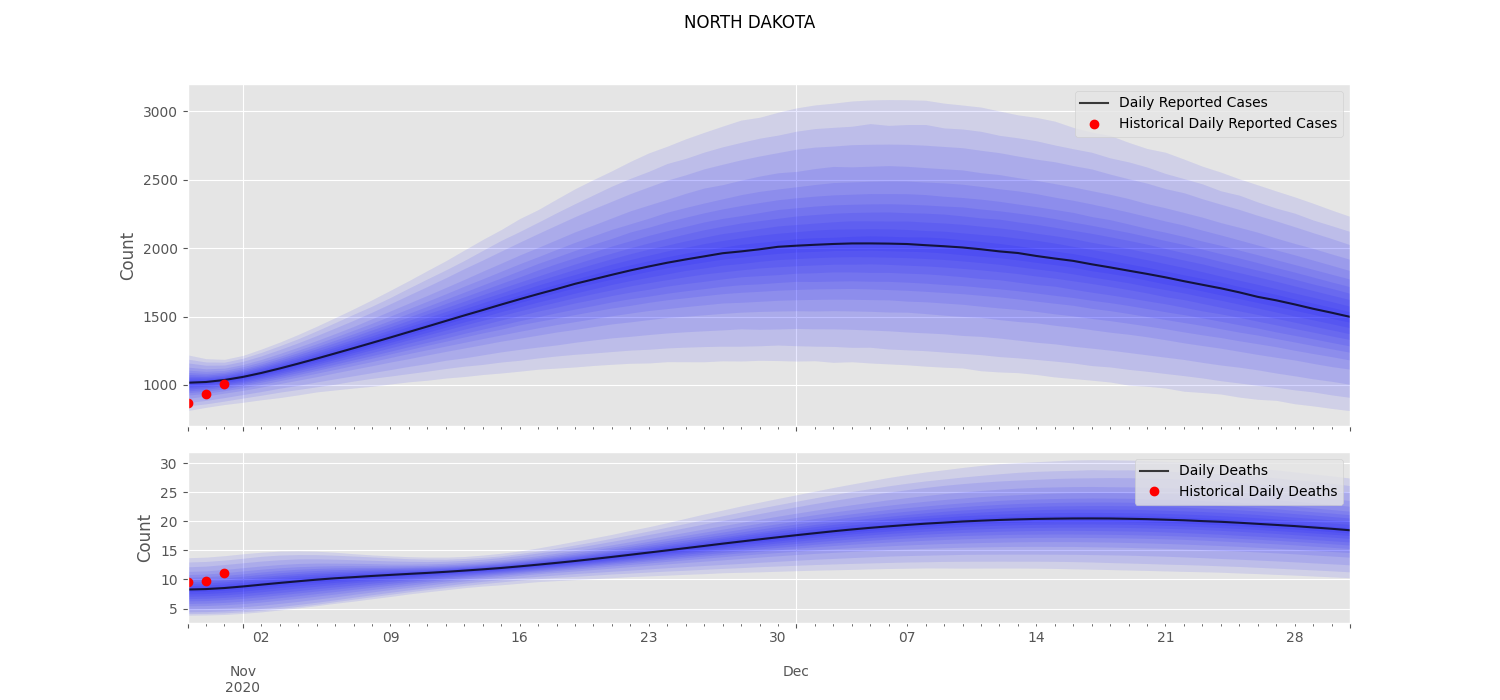 NORTH DAKOTA
Daily Reported Cases
Historical Daily Reported Cases
Count
3000
2500
2000
1500
1000
Daily Deaths
Historical Daily Deaths
Count
30
25
20
15
10
5
02 09 16 23 30 07 14 21 28
Nov Dec
2020